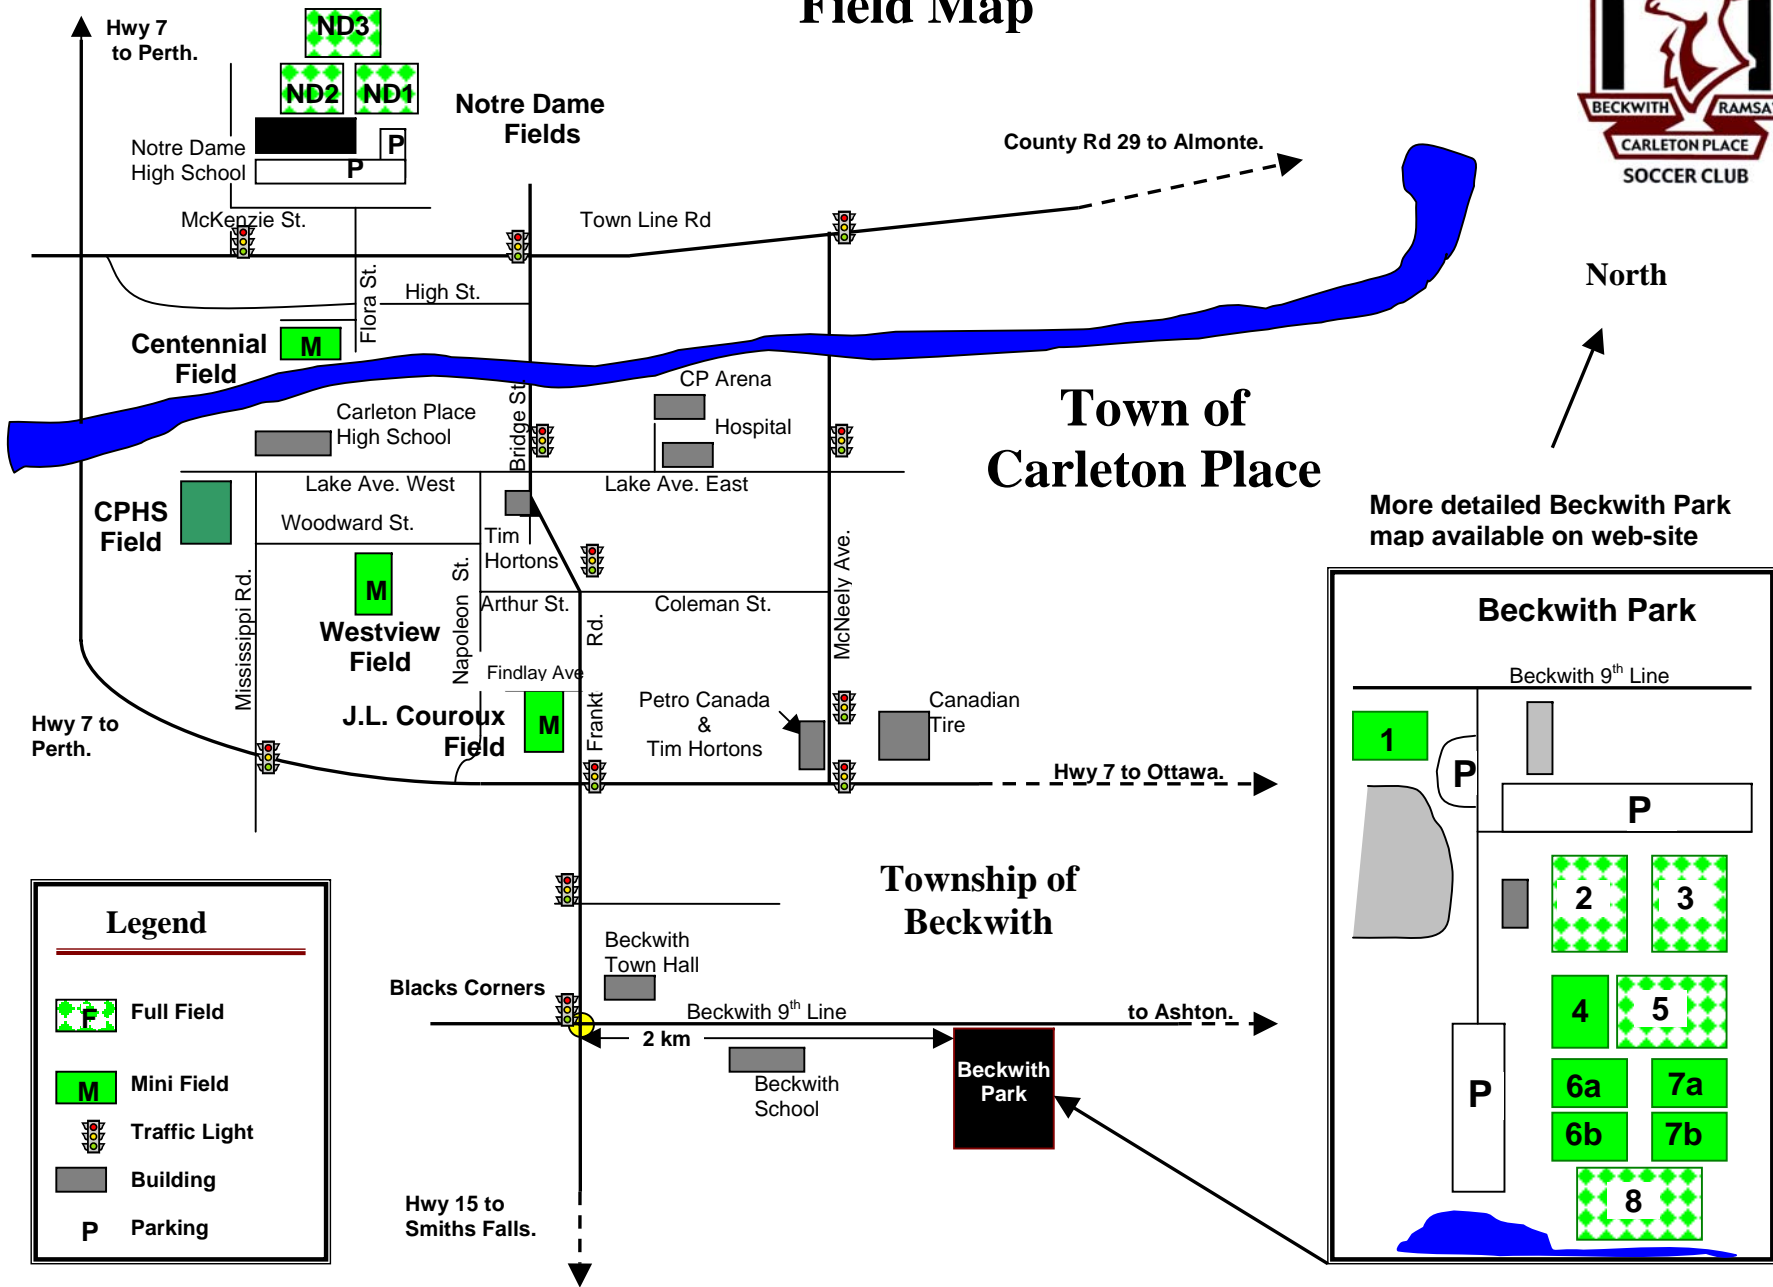 Field Map
Hwy 7
to Perth.
ND3
ND2
ND1
Notre Dame
Fields
Notre Dame
High School
P
P
County Rd 29 to Almonte.
BECKWITH
RAMSA
CARLETON PLACE
SOCCER CLUB
McKenzie St.
Town Line Rd
Flora St.
High St.
North
Centennial
Field
M
CP Arena
Carleton Place
High School
Bridge St.
Hospital
Town of
Carleton Place
Lake Ave. West
Lake Ave. East
CPHS
Field
Woodward St.
Tim
Hortons
More detailed Beckwith Park
map available on web-site
M
Westview
Field
Mississippi Rd.
Napoleon St.
Arthur St.
Coleman St.
McNeely Ave.
Findlay Ave
Frankt Rd.
J.L. Couroux
Field
M
Petro Canada
&
Tim Hortons
Canadian
Tire
Hwy 7 to
Perth.
Hwy 7 to Ottawa.
Township of
Beckwith
Beckwith
Town Hall
Blacks Corners
Beckwith 9th Line
to Ashton.
2 km
Beckwith
School
Beckwith
Park
Hwy 15 to
Smiths Falls.
Legend
F
Full Field
M
Mini Field
Traffic Light
Building
P
Parking
Beckwith Park
Beckwith 9th Line
1
P
P
2
3
4
5
P
6a
7a
6b
7b
8